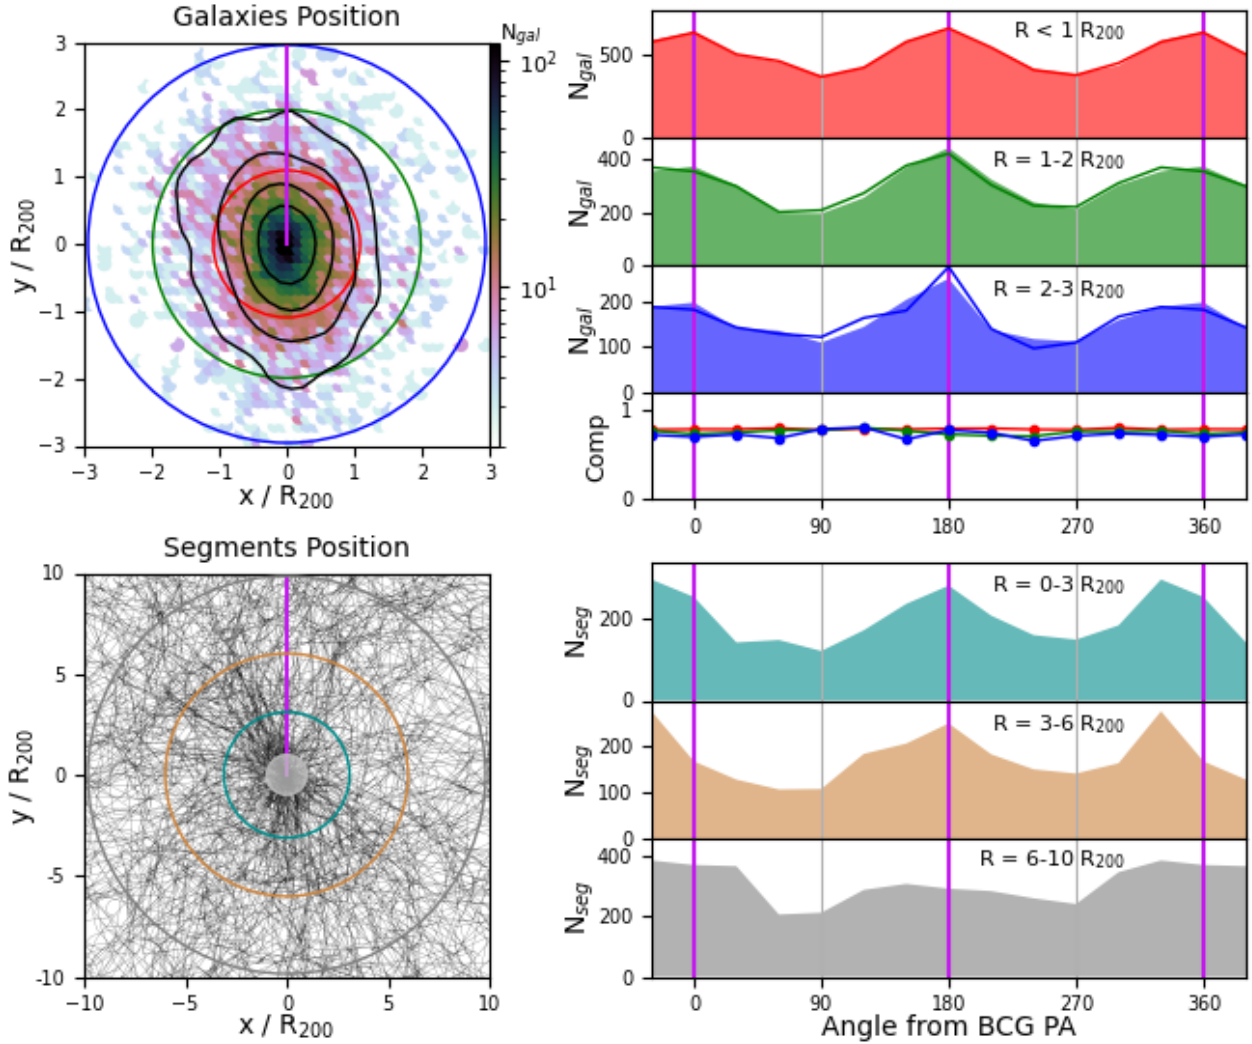 Galaxies Position
N_gal
10^2
10^1
3
2
1
0
−1
−2
−3
y / R_200
−3 −2 −1 0 1 2 3
x / R_200
R < 1 R_200
500
0
N_gal
R = 1-2 R_200
400
200
0
N_gal
R = 2-3 R_200
200
100
0
N_gal
1
0
Comp
0 90 180 270 360
Segments Position
10
5
0
-5
-10
y / R_200
−10 −5 0 5 10
x / R_200
R = 0-3 R_200
200
0
N_seg
R = 3-6 R_200
200
100
0
N_seg
R = 6-10 R_200
400
200
0
N_seg
0 90 180 270 360
Angle from BCG PA